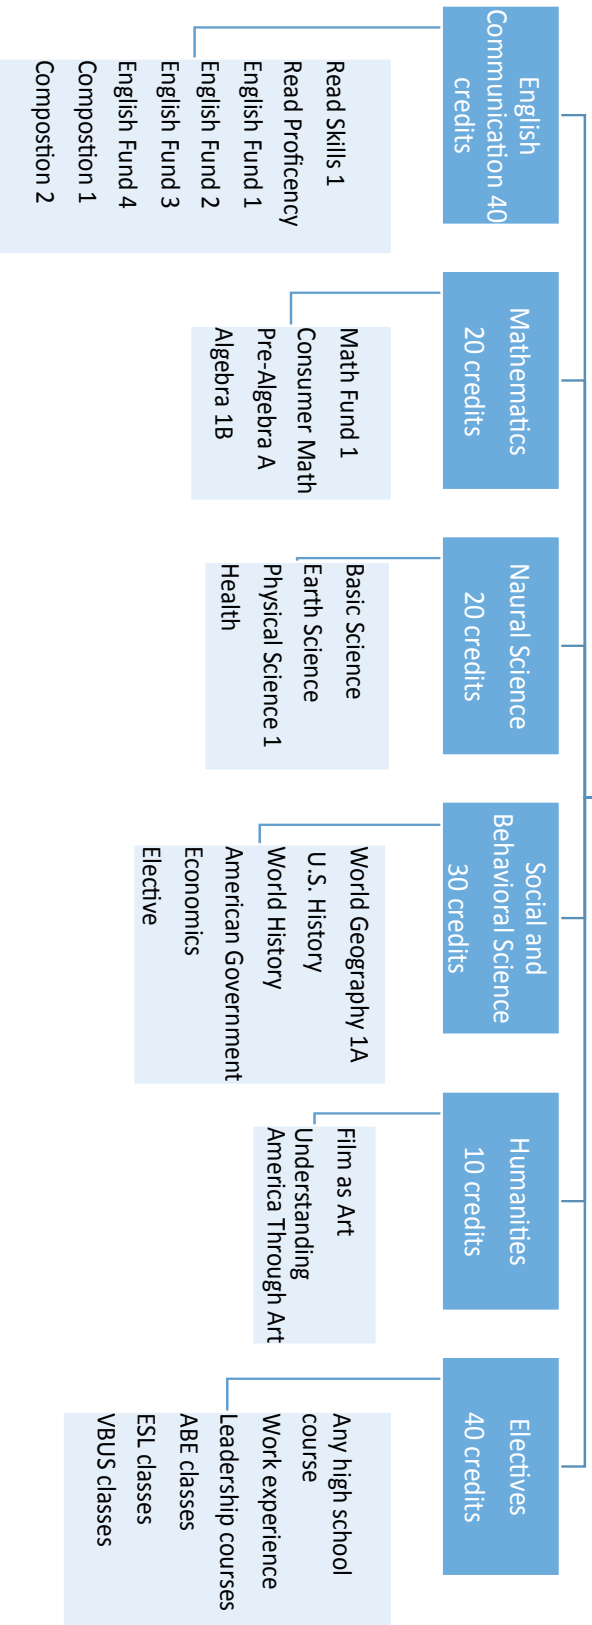 English
Communication 40
credits
Read Skills 1
Read Proficency
English Fund 1
English Fund 2
English Fund 3
English Fund 4
Compostion 1
Compostion 2
Mathematics
20 credits
Math Fund 1
Consumer Math
Pre-Algebra A
Algebra 1B
Naural Science
20 credits
Basic Science
Earth Science
Physical Science 1
Health
Social and
Behavioral Science
30 credits
World Geography 1A
U.S. History
World History
American Government
Economics
Elective
Humanities
10 credits
Film as Art
Understanding
America Through Art
Electives
40 credits
Any high school
course
Work experience
Leadership courses
ABE classes
ESL classes
VBUS classes